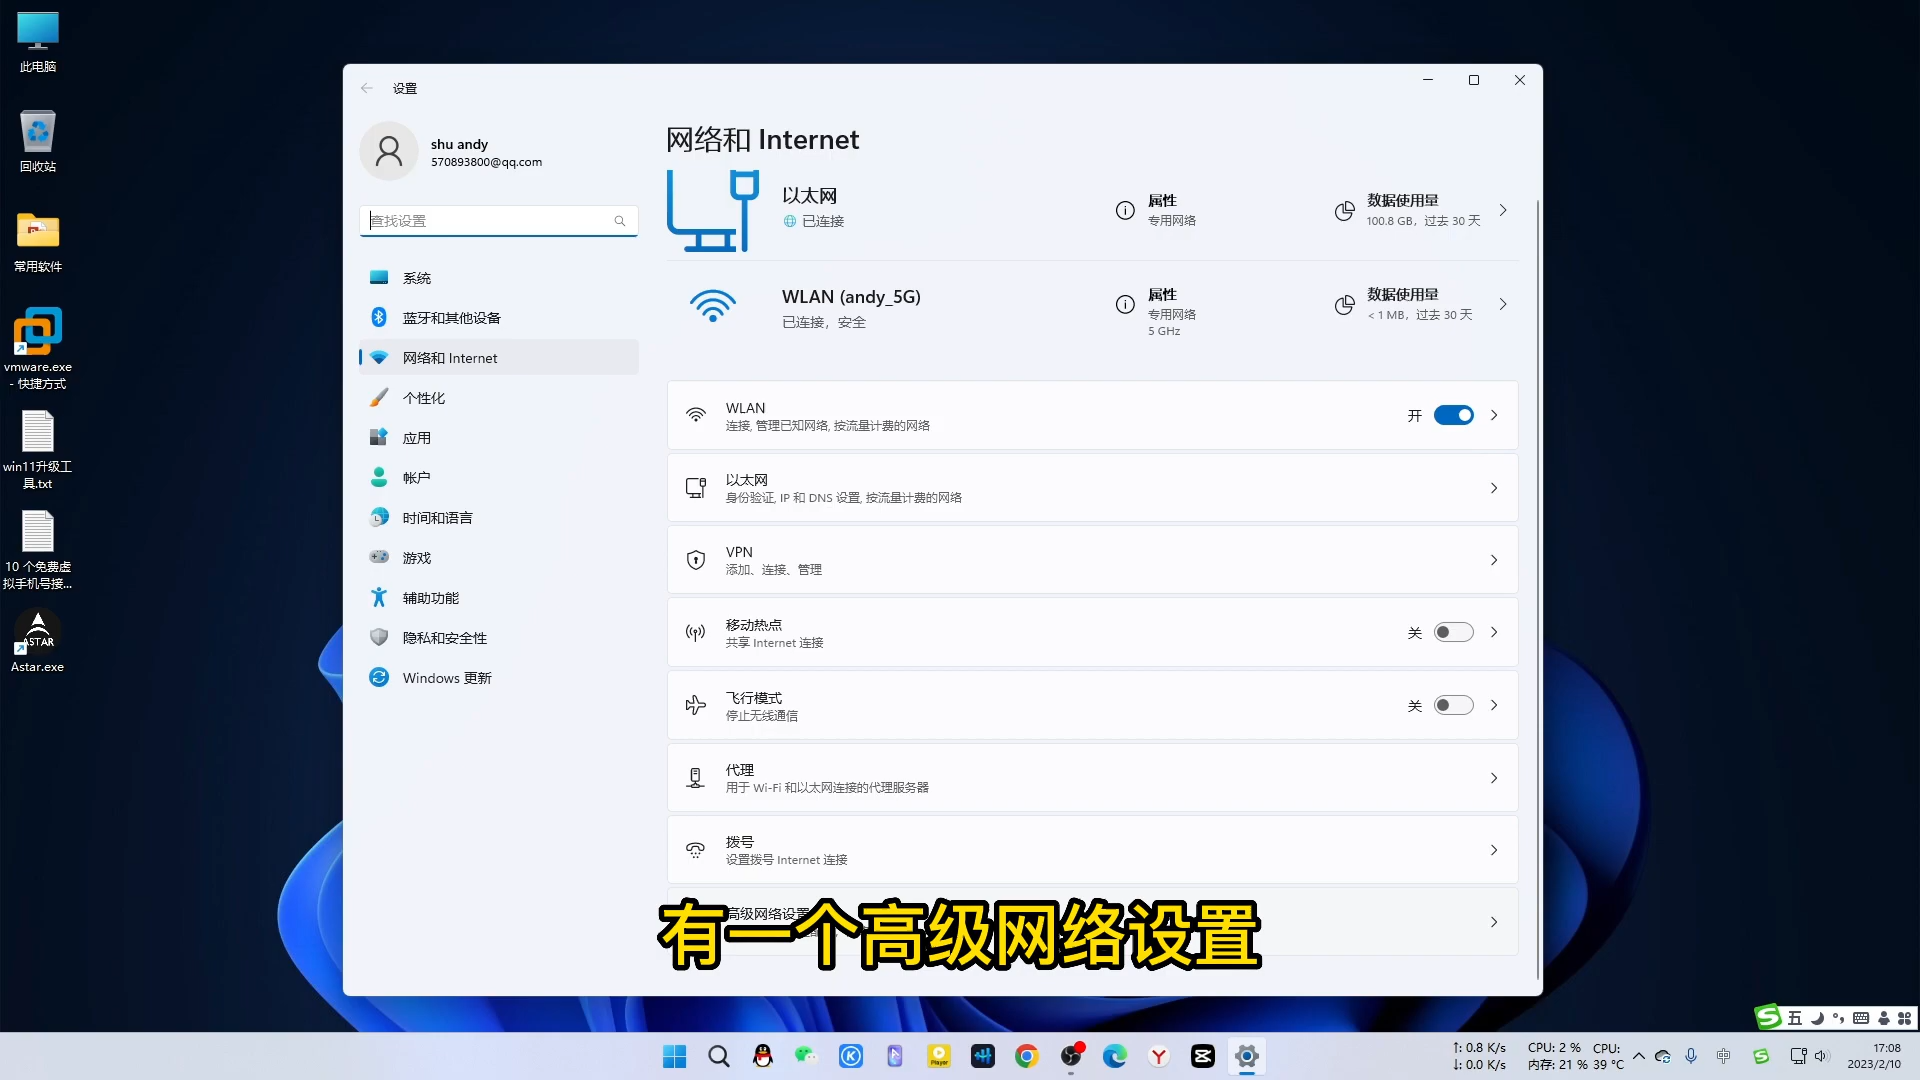 此电脑
回收站
常用软件
vmware.exe
- 快捷方式
win11升级工
具.txt
10 个免费虚
拟手机号接...
ASTAR
Astar.exe
设置
shu andy
570893800@qq.com
查找设置
系统
蓝牙和其他设备
网络和 Internet
个性化
应用
帐户
时间和语言
游戏
辅助功能
隐私和安全性
Windows 更新
网络和 Internet
以太网
已连接
属性
专用网络
数据使用量
100.8 GB，过去 30 天
WLAN (andy_5G)
已连接，安全
属性
专用网络
5 GHz
数据使用量
< 1 MB，过去 30 天
WLAN
连接, 管理已知网络, 按流量计费的网络
开
以太网
身份验证, IP 和 DNS 设置, 按流量计费的网络
VPN
添加、连接、管理
移动热点
共享 Internet 连接
关
飞行模式
停止无线通信
关
代理
用于 Wi-Fi 和以太网连接的代理服务器
拨号
设置拨号 Internet 连接
高级网络设置
有一个高级网络设置
五
Player
↑: 0.8 K/s
↓: 0.0 K/s
CPU: 2 %
内存: 21 %
CPU:
39 °C
中
17:08
2023/2/10